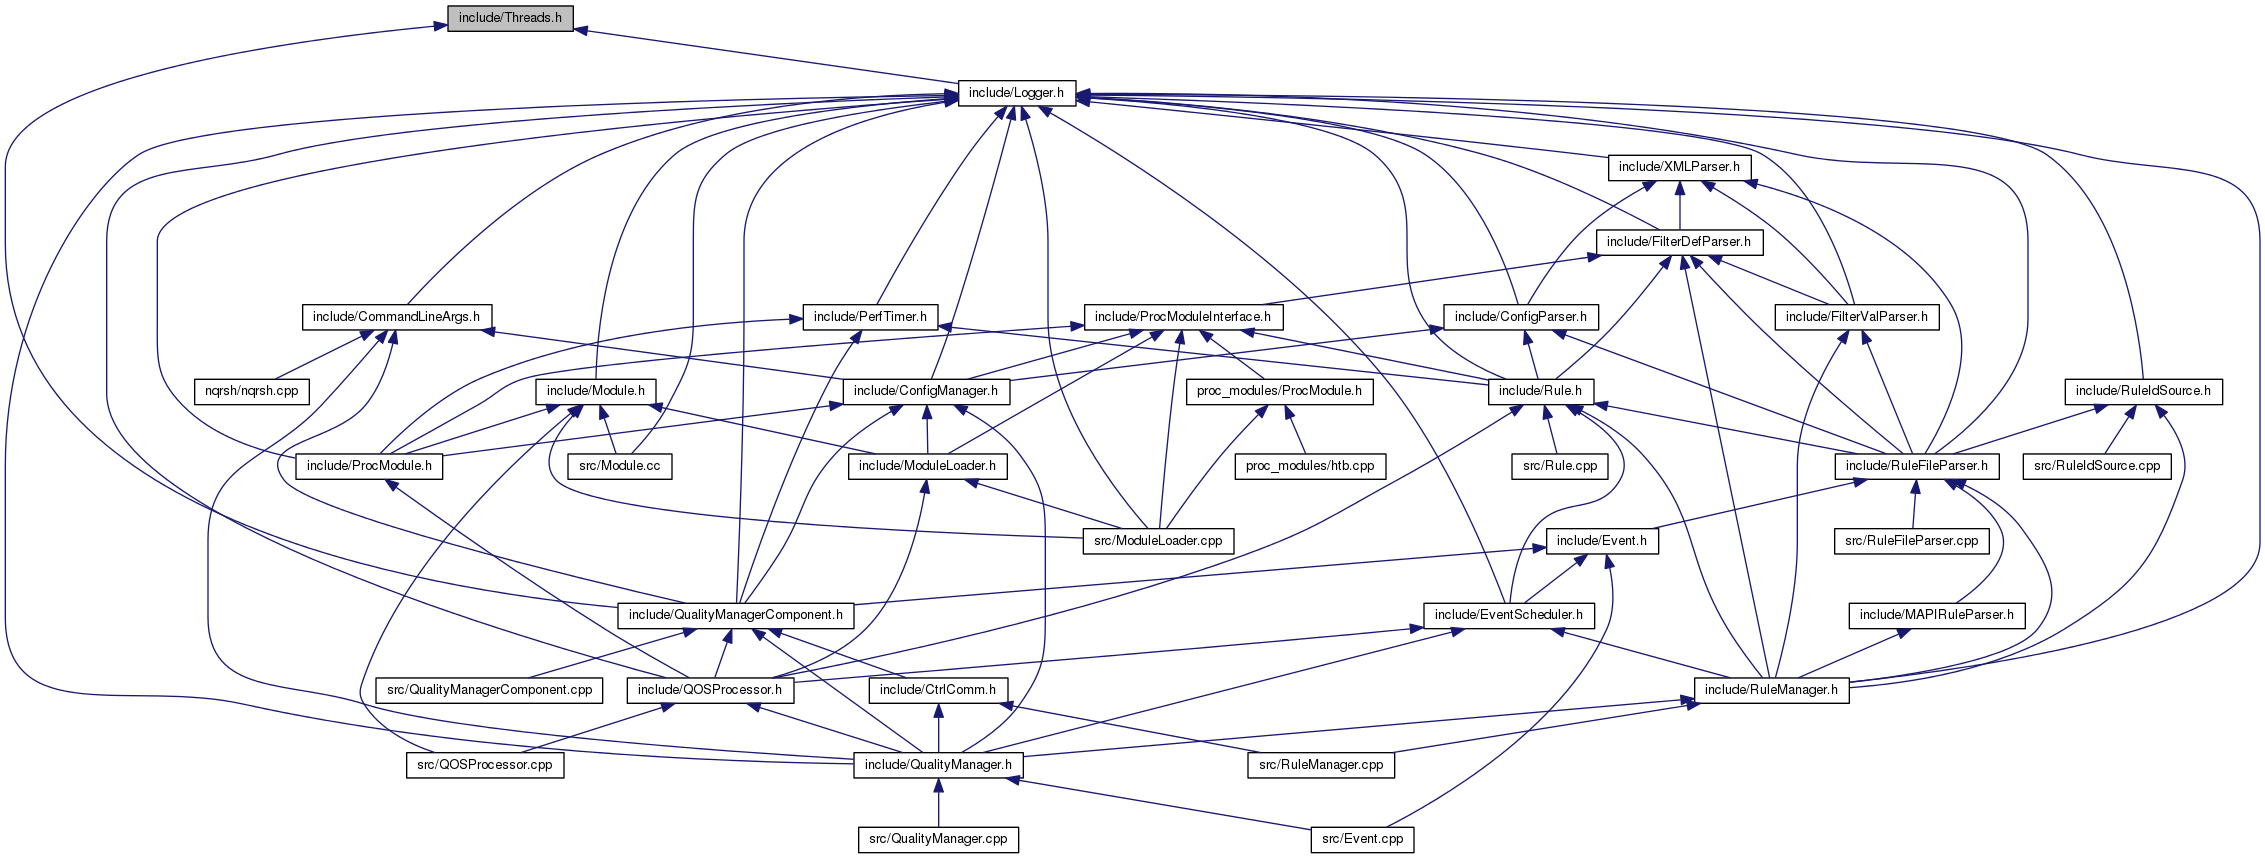 include/Threads.h
include/Logger.h
include/XMLParser.h
include/FilterDefParser.h
include/CommandLineArgs.h
include/PerfTimer.h
include/ProcModuleInterface.h
include/ConfigParser.h
include/FilterValParser.h
nqrsh/nqrsh.cpp
include/Module.h
include/ConfigManager.h
proc_modules/ProcModule.h
include/Rule.h
include/RuleIdSource.h
include/ProcModule.h
src/Module.cc
include/ModuleLoader.h
proc_modules/htb.cpp
src/Rule.cpp
include/RuleFileParser.h
src/RuleIdSource.cpp
src/ModuleLoader.cpp
include/Event.h
src/RuleFileParser.cpp
include/QualityManagerComponent.h
include/EventScheduler.h
include/MAPIRuleParser.h
src/QualityManagerComponent.cpp
include/QOSProcessor.h
include/CtrlComm.h
include/RuleManager.h
src/QOSProcessor.cpp
include/QualityManager.h
src/RuleManager.cpp
src/QualityManager.cpp
src/Event.cpp